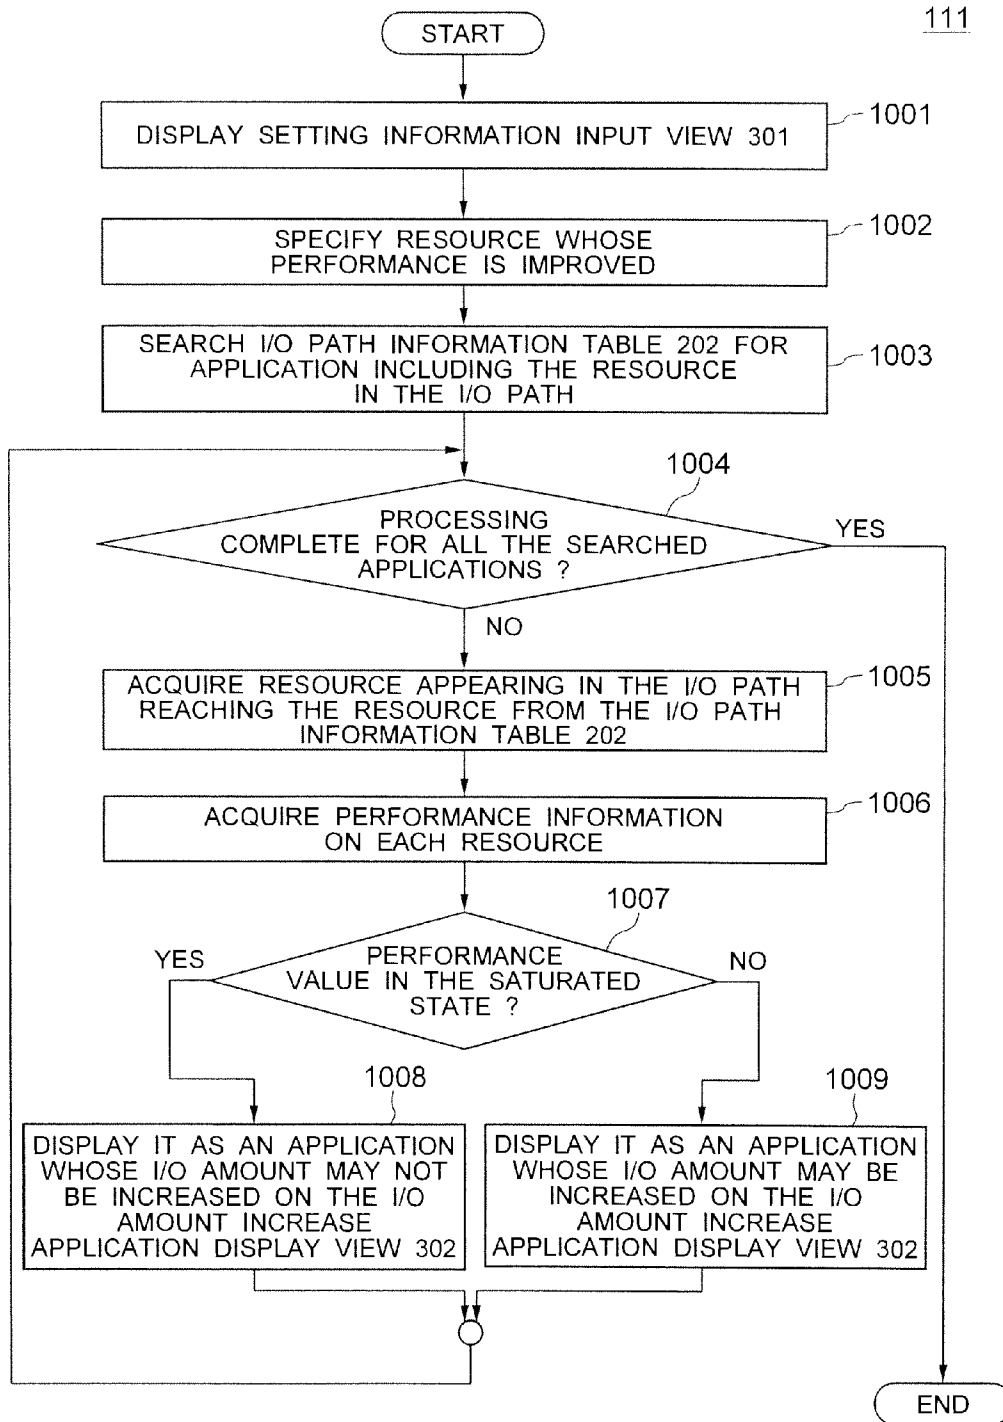 111
START
1001
DISPLAY SETTING INFORMATION INPUT VIEW 301
1002
SPECIFY RESOURCE WHOSE
PERFORMANCE IS IMPROVED
1003
SEARCH I/O PATH INFORMATION TABLE 202 FOR
APPLICATION INCLUDING THE RESOURCE
IN THE I/O PATH
1004
PROCESSING
COMPLETE FOR ALL THE SEARCHED
APPLICATIONS ?
YES
NO
1005
ACQUIRE RESOURCE APPEARING IN THE I/O PATH
REACHING THE RESOURCE FROM THE I/O PATH
INFORMATION TABLE 202
1006
ACQUIRE PERFORMANCE INFORMATION
ON EACH RESOURCE
1007
PERFORMANCE
VALUE IN THE SATURATED
STATE ?
YES
NO
1008
DISPLAY IT AS AN APPLICATION
WHOSE I/O AMOUNT MAY NOT
BE INCREASED ON THE I/O
AMOUNT INCREASE
APPLICATION DISPLAY VIEW 302
1009
DISPLAY IT AS AN APPLICATION
WHOSE I/O AMOUNT MAY BE
INCREASED ON THE I/O
AMOUNT INCREASE
APPLICATION DISPLAY VIEW 302
END